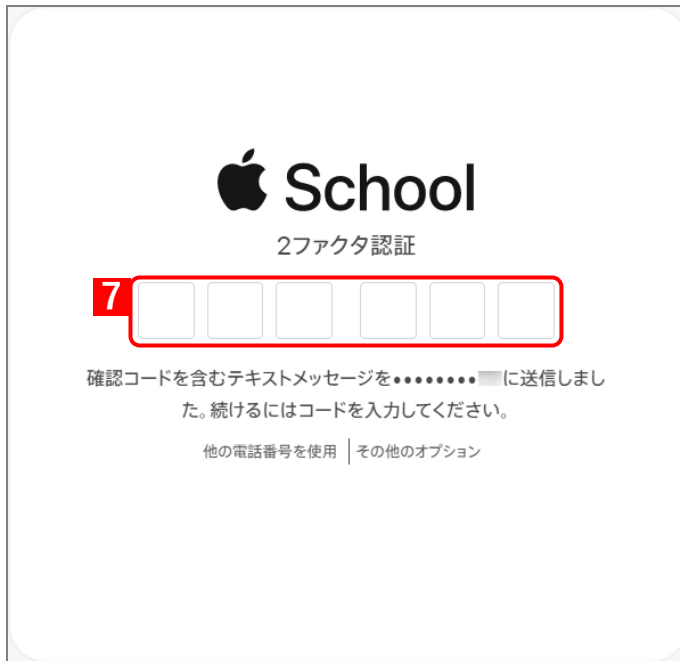 School
2ファクタ認証
7
確認コードを含むテキストメッセージを••••••••に送信しまし
た。続けるにはコードを入力してください。
他の電話番号を使用 | その他のオプション